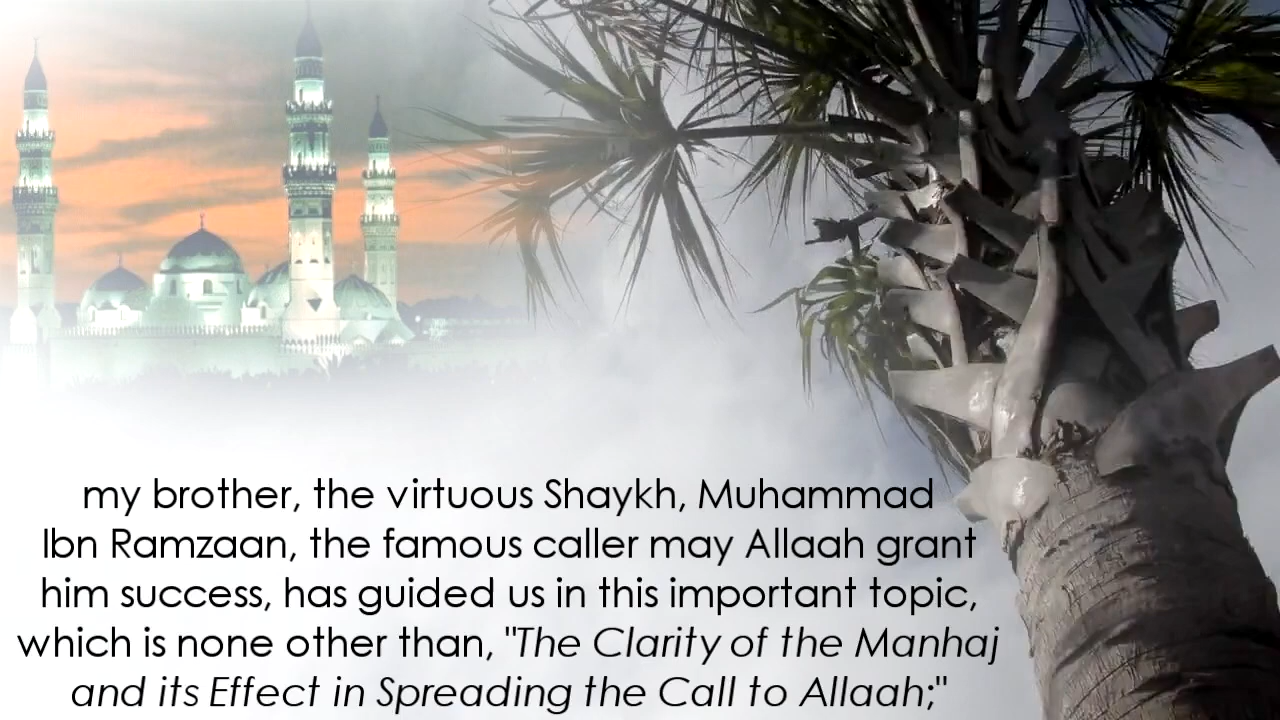 my brother, the virtuous Shaykh, Muhammad
Ibn Ramzaan, the famous caller may Allaah grant
him success, has guided us in this important topic,
which is none other than, "The Clarity of the Manhaj
and its Effect in Spreading the Call to Allaah;"